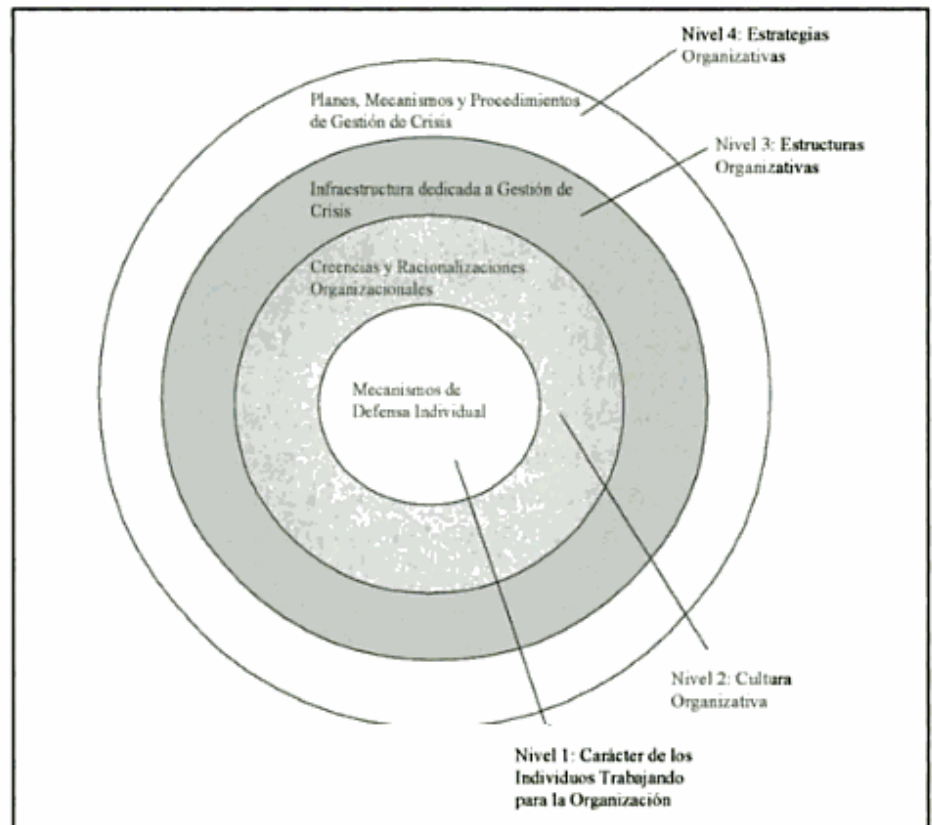 Nivel 4: Estrategias
Organizativas
Planes, Mecanismos y Procedimientos
de Gestión de Crisis
Nivel 3: Estructuras
Organizativas
Infraestructura dedicada a Gestión de
Crisis
Creencias y Racionalizaciones
Organizacionales
Mecanismos de
Defensa Individual
Nivel 2: Cultura
Organizativa
Nivel 1: Carácter de los
Individuos Trabajando
para la Organización